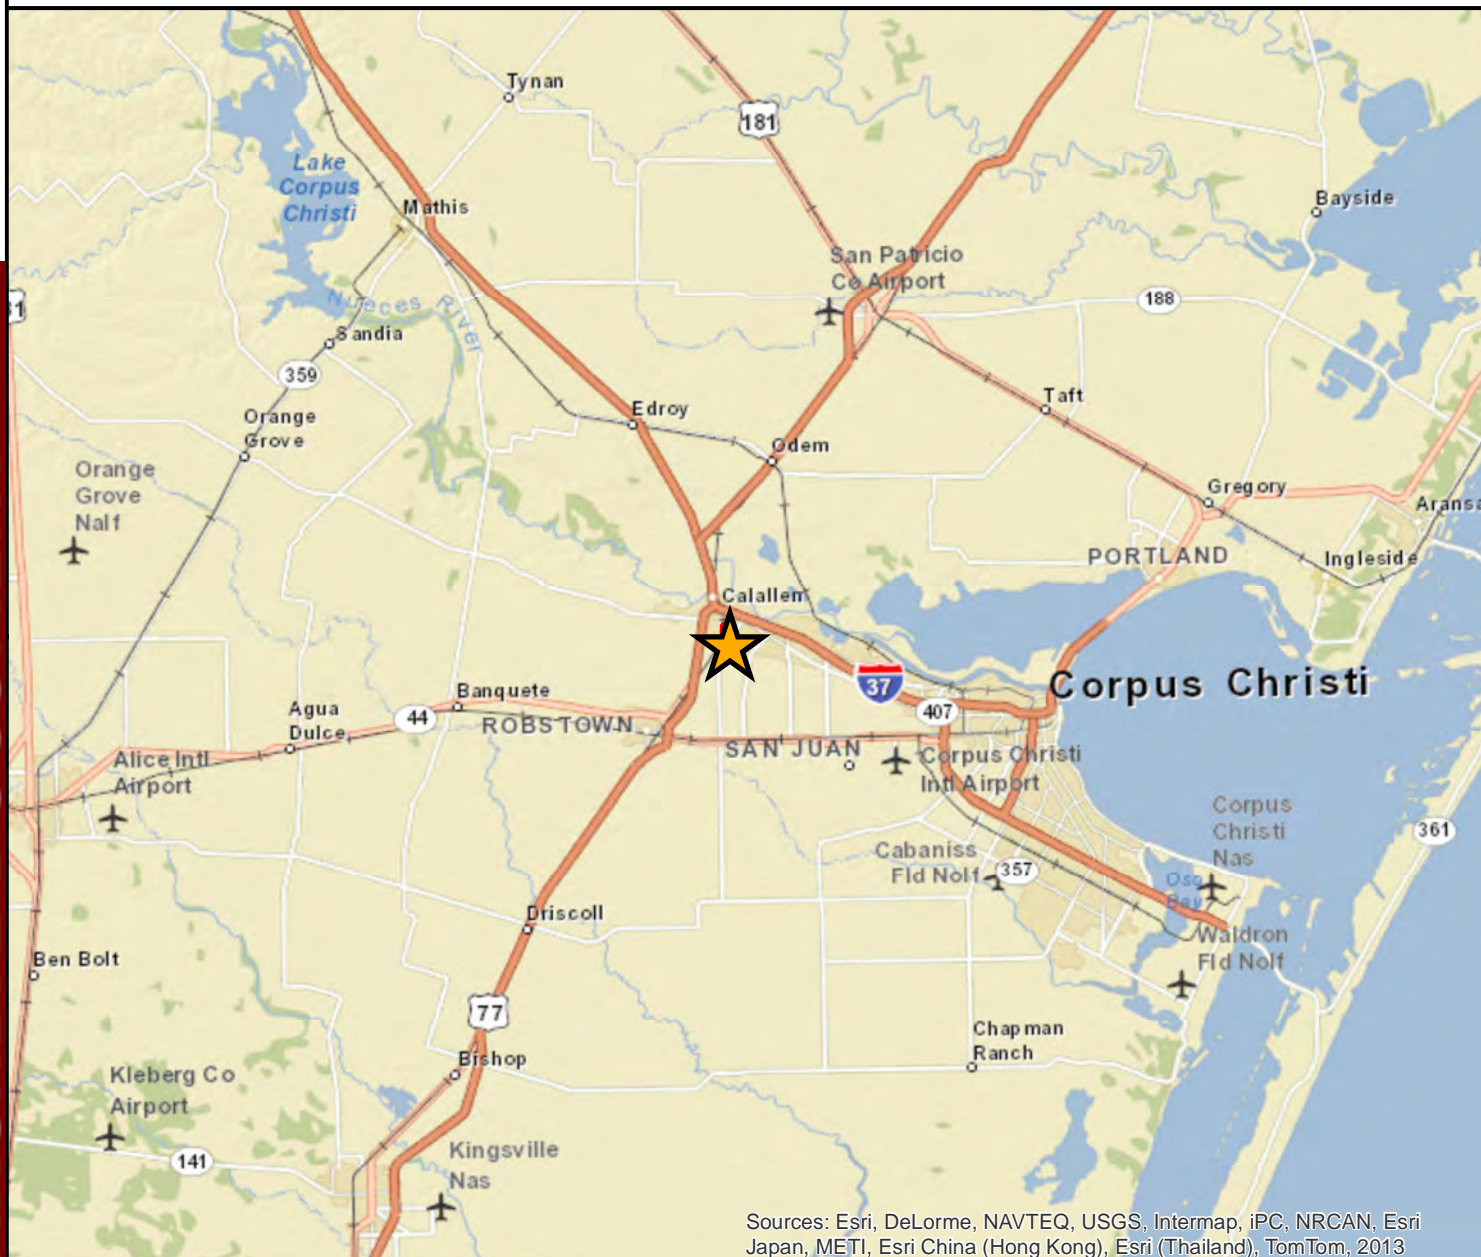 Tynan
181
Lake
Corpus
Christi
Mathis
Bayside
San Patricio
Co Airport
188
Nueces River
Sandia
359
Taft
Edroy
Orange
Grove
Odem
Orange
Grove
Nalf
Gregory
Aransa
PORTLAND
Ingleside
Calallen
37
Corpus Christi
Banquete
407
Agua
Dulce
44
ROBSTOWN
SAN JUAN
Alice Intl
Airport
Corpus Christi
Intl Airport
Corpus
Christi
Nas
361
Cabaniss
Fld Nolf
357
Oso
Bay
Driscoll
Waldron
Fld Nolf
Ben Bolt
77
Chapman
Ranch
Bishop
Kleberg Co
Airport
141
Kingsville
Nas
Sources: Esri, DeLorme, NAVTEQ, USGS, Intermap, iPC, NRCAN, Esri
Japan, METI, Esri China (Hong Kong), Esri (Thailand), TomTom, 2013